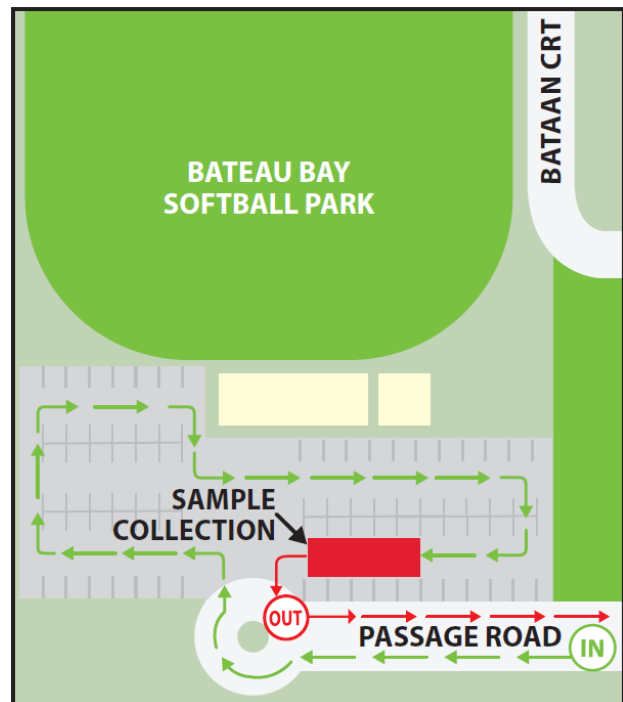 BATAAN CRT
BATEAU BAY
SOFTBALL PARK
SAMPLE
COLLECTION
OUT
PASSAGE ROAD
IN